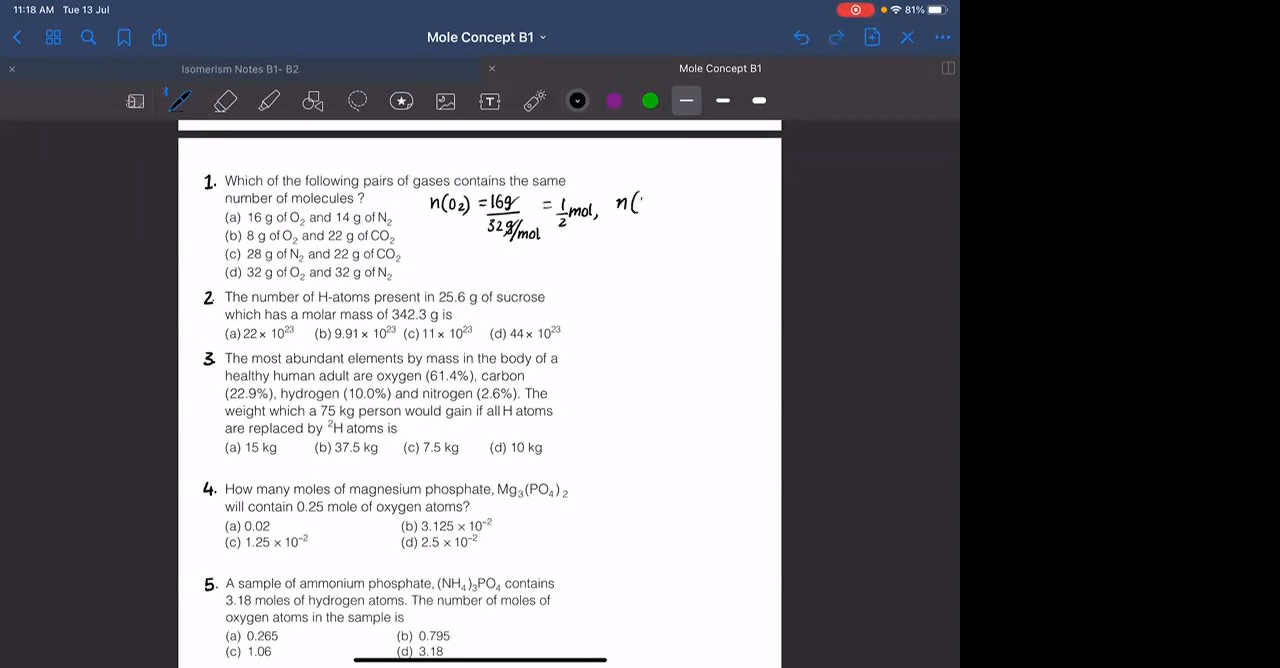 11:18 AM Tue 13 Jul
81%
Mole Concept B1
Isomerism Notes B1- B2
Mole Concept B1
1. Which of the following pairs of gases contains the same
number of molecules ?
n(O2) = 16g/32g/mol = 1/2 mol, n(
(a) 16 g of O₂ and 14 g of N₂
(b) 8 g of O₂ and 22 g of CO₂
(c) 28 g of N₂ and 22 g of CO₂
(d) 32 g of O₂ and 32 g of N₂
2 The number of H-atoms present in 25.6 g of sucrose
which has a molar mass of 342.3 g is
(a) 22 × 10²³ (b) 9.91 × 10²³ (c) 11 × 10²³ (d) 44 × 10²³
3 The most abundant elements by mass in the body of a
healthy human adult are oxygen (61.4%), carbon
(22.9%), hydrogen (10.0%) and nitrogen (2.6%). The
weight which a 75 kg person would gain if all H atoms
are replaced by ²H atoms is
(a) 15 kg (b) 37.5 kg (c) 7.5 kg (d) 10 kg
4. How many moles of magnesium phosphate, Mg₃(PO₄)₂
will contain 0.25 mole of oxygen atoms?
(a) 0.02 (b) 3.125 × 10⁻²
(c) 1.25 × 10⁻² (d) 2.5 × 10⁻²
5. A sample of ammonium phosphate, (NH₄)₃PO₄ contains
3.18 moles of hydrogen atoms. The number of moles of
oxygen atoms in the sample is
(a) 0.265 (b) 0.795
(c) 1.06 (d) 3.18